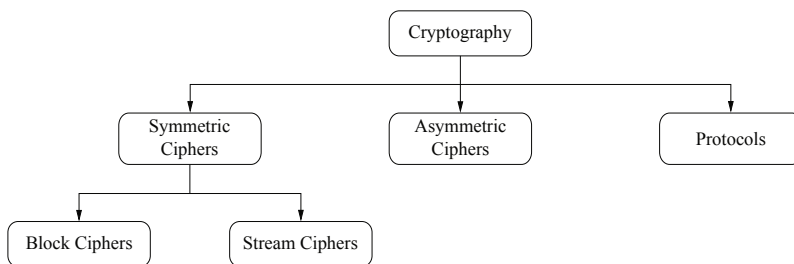 Cryptography
Symmetric
Ciphers
Asymmetric
Ciphers
Protocols
Block Ciphers
Stream Ciphers